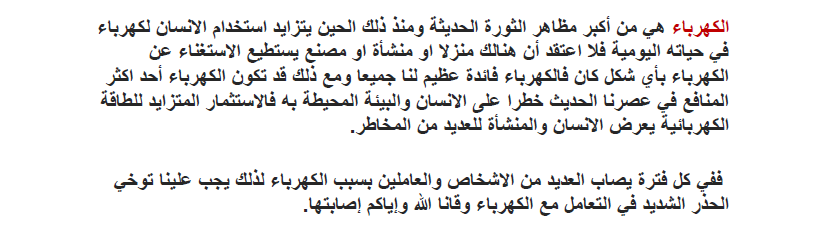 الكهرباء هي من أكبر مظاهر الثورة الحديثة ومنذ ذلك الحين يتزايد استخدام الانسان لكهرباء
في حياته اليومية فلا اعتقد أن هنالك منزلا او منشأة او مصنع يستطيع الاستغناء عن
الكهرباء بأي شكل كان فالكهرباء فائدة عظيم لنا جميعا ومع ذلك قد تكون الكهرباء أحد اكثر
المنافع في عصرنا الحديث خطرا على الانسان والبيئة المحيطة به فالاستثمار المتزايد للطاقة
الكهربائية يعرض الانسان والمنشأة للعديد من المخاطر.
ففي كل فترة يصاب العديد من الاشخاص والعاملين بسبب الكهرباء لذلك يجب علينا توخي
الحذر الشديد في التعامل مع الكهرباء وقانا الله وإياكم إصابتها.